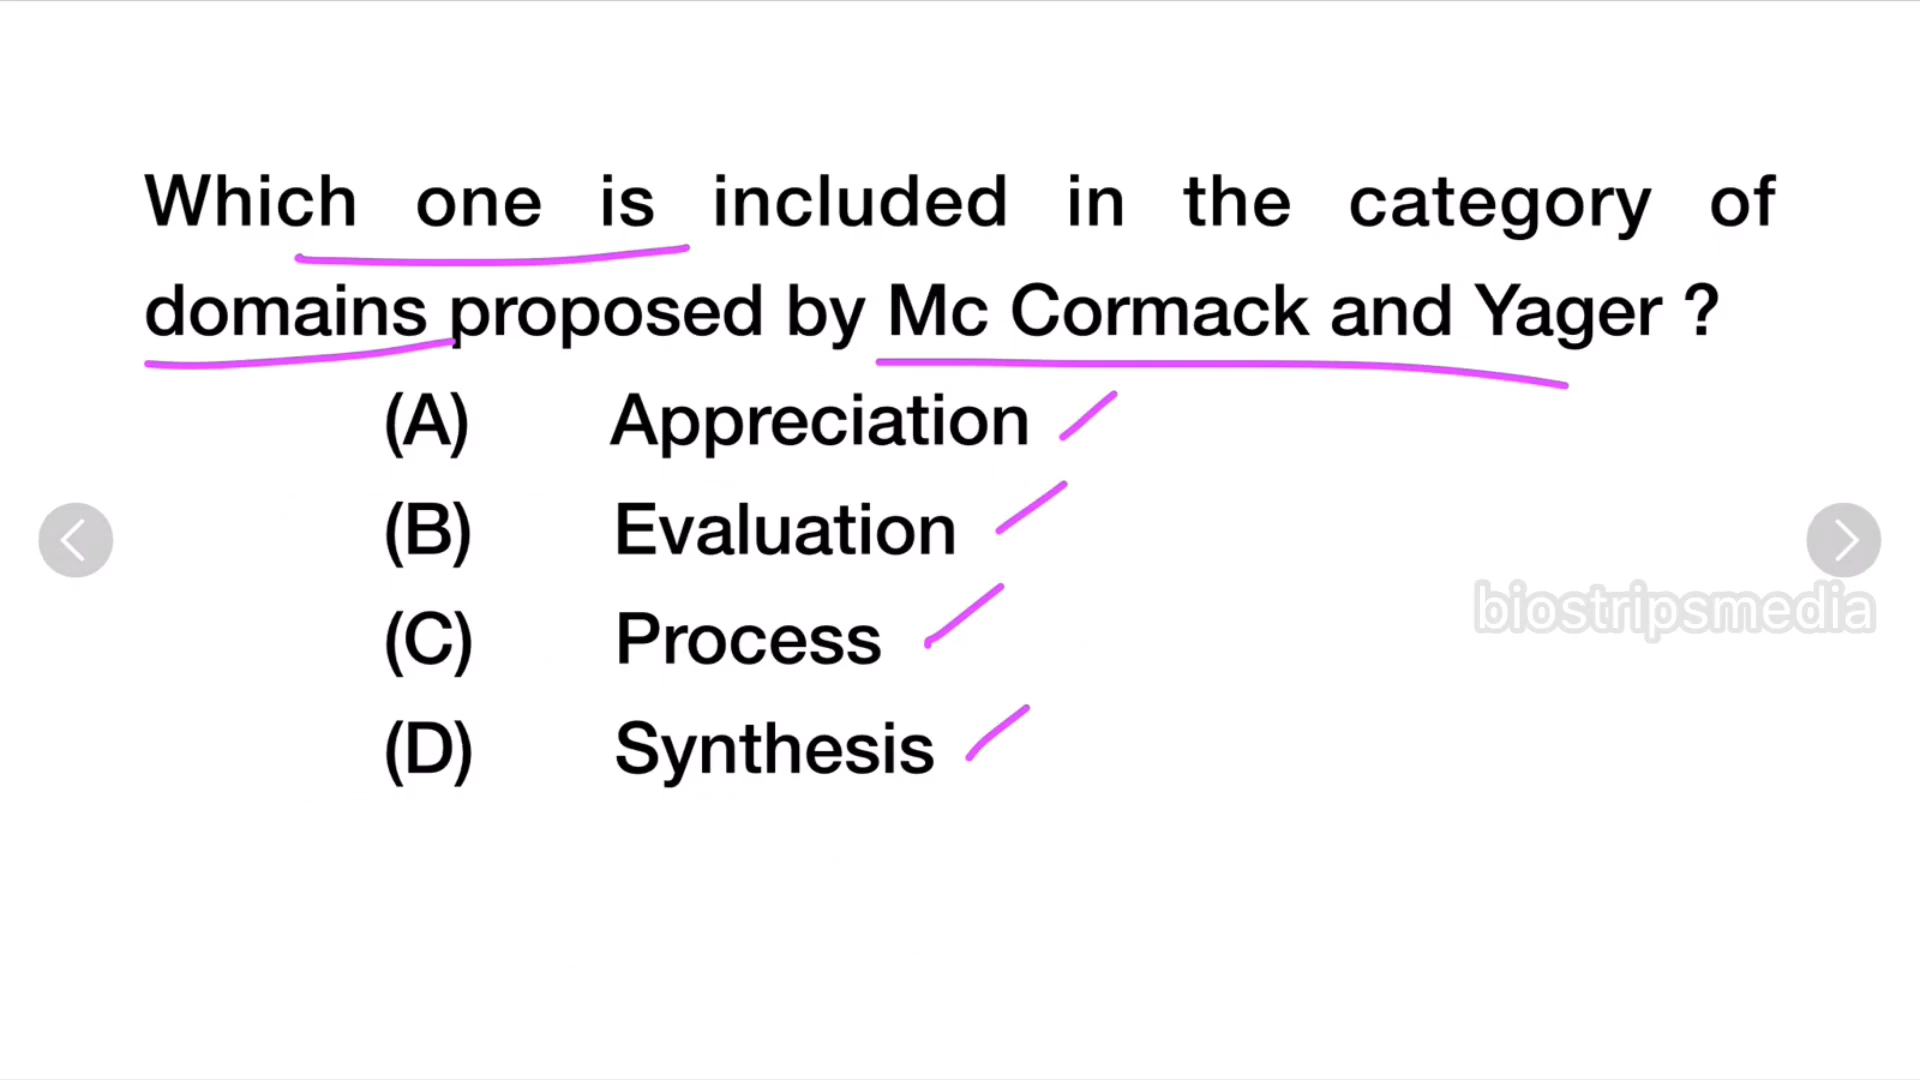 Which one is included in the category of
domains proposed by Mc Cormack and Yager ?
(A) Appreciation
(B) Evaluation
(C) Process
(D) Synthesis
biostripsmedia